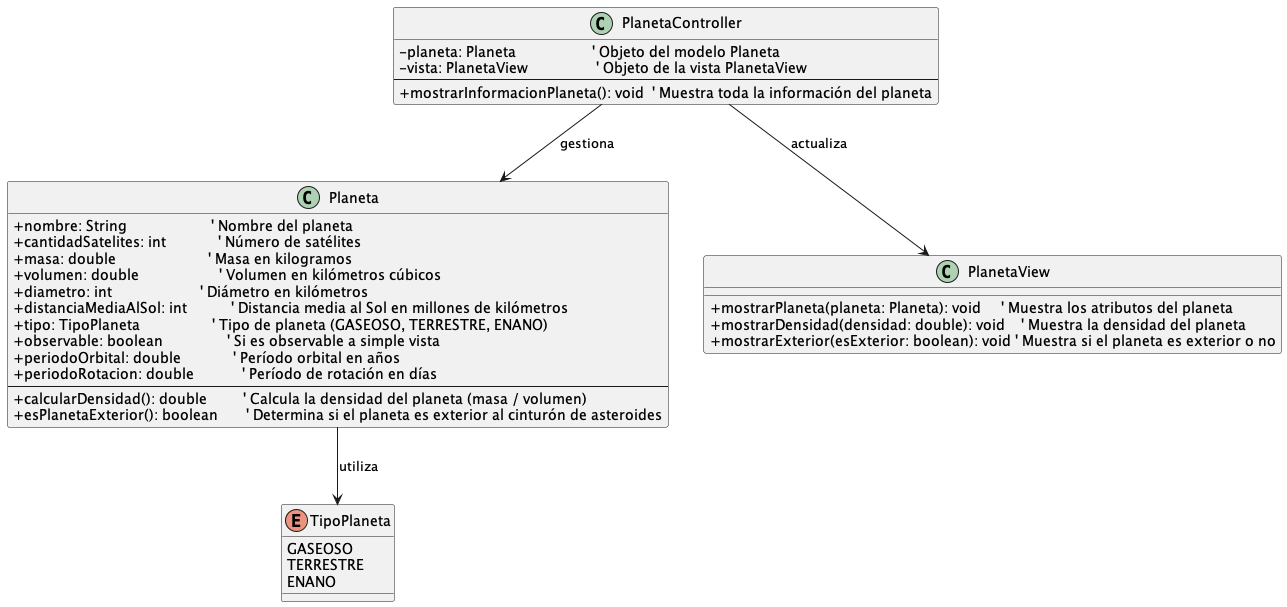 C PlanetaController
-planeta: Planeta ' Objeto del modelo Planeta
-vista: PlanetaView ' Objeto de la vista PlanetaView
+mostrarInformacionPlaneta(): void ' Muestra toda la información del planeta
gestiona
actualiza
C Planeta
+nombre: String ' Nombre del planeta
+cantidadSatelites: int ' Número de satélites
+masa: double ' Masa en kilogramos
+volumen: double ' Volumen en kilómetros cúbicos
+diametro: int ' Diámetro en kilómetros
+distanciaMediaAlSol: int ' Distancia media al Sol en millones de kilómetros
+tipo: TipoPlaneta ' Tipo de planeta (GASEOSO, TERRESTRE, ENANO)
+observable: boolean ' Si es observable a simple vista
+periodoOrbital: double ' Período orbital en años
+periodoRotacion: double ' Período de rotación en días
+calcularDensidad(): double ' Calcula la densidad del planeta (masa / volumen)
+esPlanetaExterior(): boolean ' Determina si el planeta es exterior al cinturón de asteroides
C PlanetaView
+mostrarPlaneta(planeta: Planeta): void ' Muestra los atributos del planeta
+mostrarDensidad(densidad: double): void ' Muestra la densidad del planeta
+mostrarExterior(esExterior: boolean): void ' Muestra si el planeta es exterior o no
utiliza
E TipoPlaneta
GASEOSO
TERRESTRE
ENANO